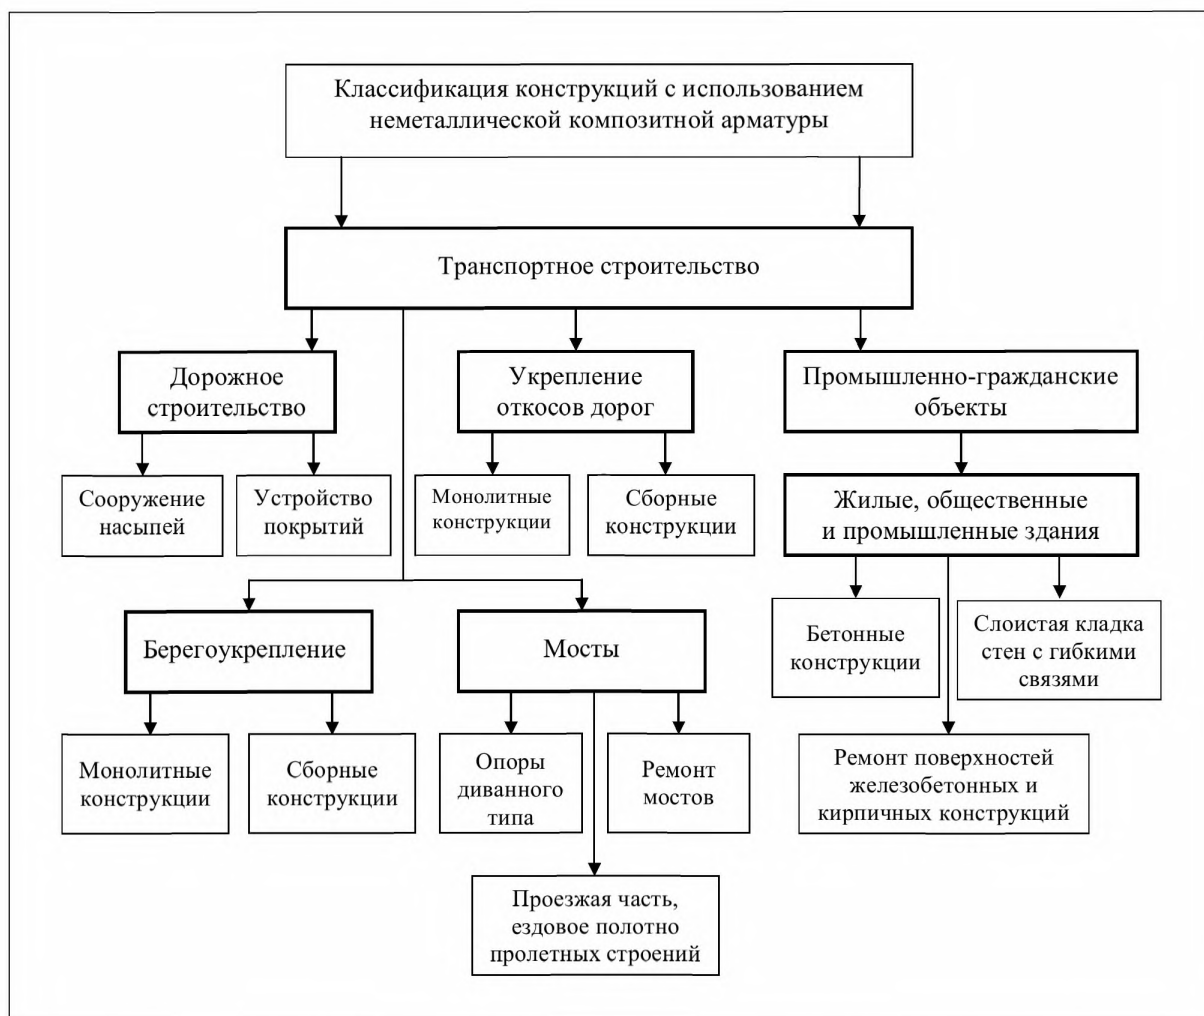 Классификация конструкций с использованием
неметаллической композитной арматуры
Транспортное строительство
Дорожное
строительство
Укрепление
откосов дорог
Промышленно-гражданские
объекты
Сооружение
насыпей
Устройство
покрытий
Монолитные
конструкции
Сборные
конструкции
Жилые, общественные
и промышленные здания
Берегоукрепление
Мосты
Бетонные
конструкции
Слоистая кладка
стен с гибкими
связями
Монолитные
конструкции
Сборные
конструкции
Опоры
диванного
типа
Ремонт
мостов
Ремонт поверхностей
железобетонных и
кирпичных конструкций
Проезжая часть,
ездовое полотно
пролетных строений